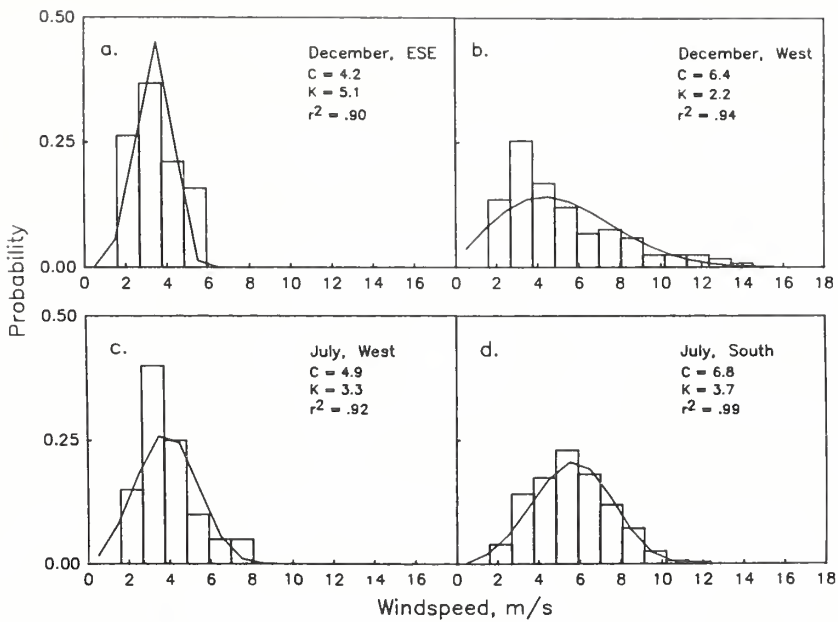 0.50
0.25
0.00
a.
December, ESE
C = 4.2
K = 5.1
r2 = .90
0 2 4 6 8 10 12 14 16
b.
December, West
C = 6.4
K = 2.2
r2 = .94
0 2 4 6 8 10 12 14 16 18
Probability
0.50
0.25
0.00
c.
July, West
C = 4.9
K = 3.3
r2 = .92
0 2 4 6 8 10 12 14 16
d.
July, South
C = 6.8
K = 3.7
r2 = .99
0 2 4 6 8 10 12 14 16 18
Windspeed, m/s